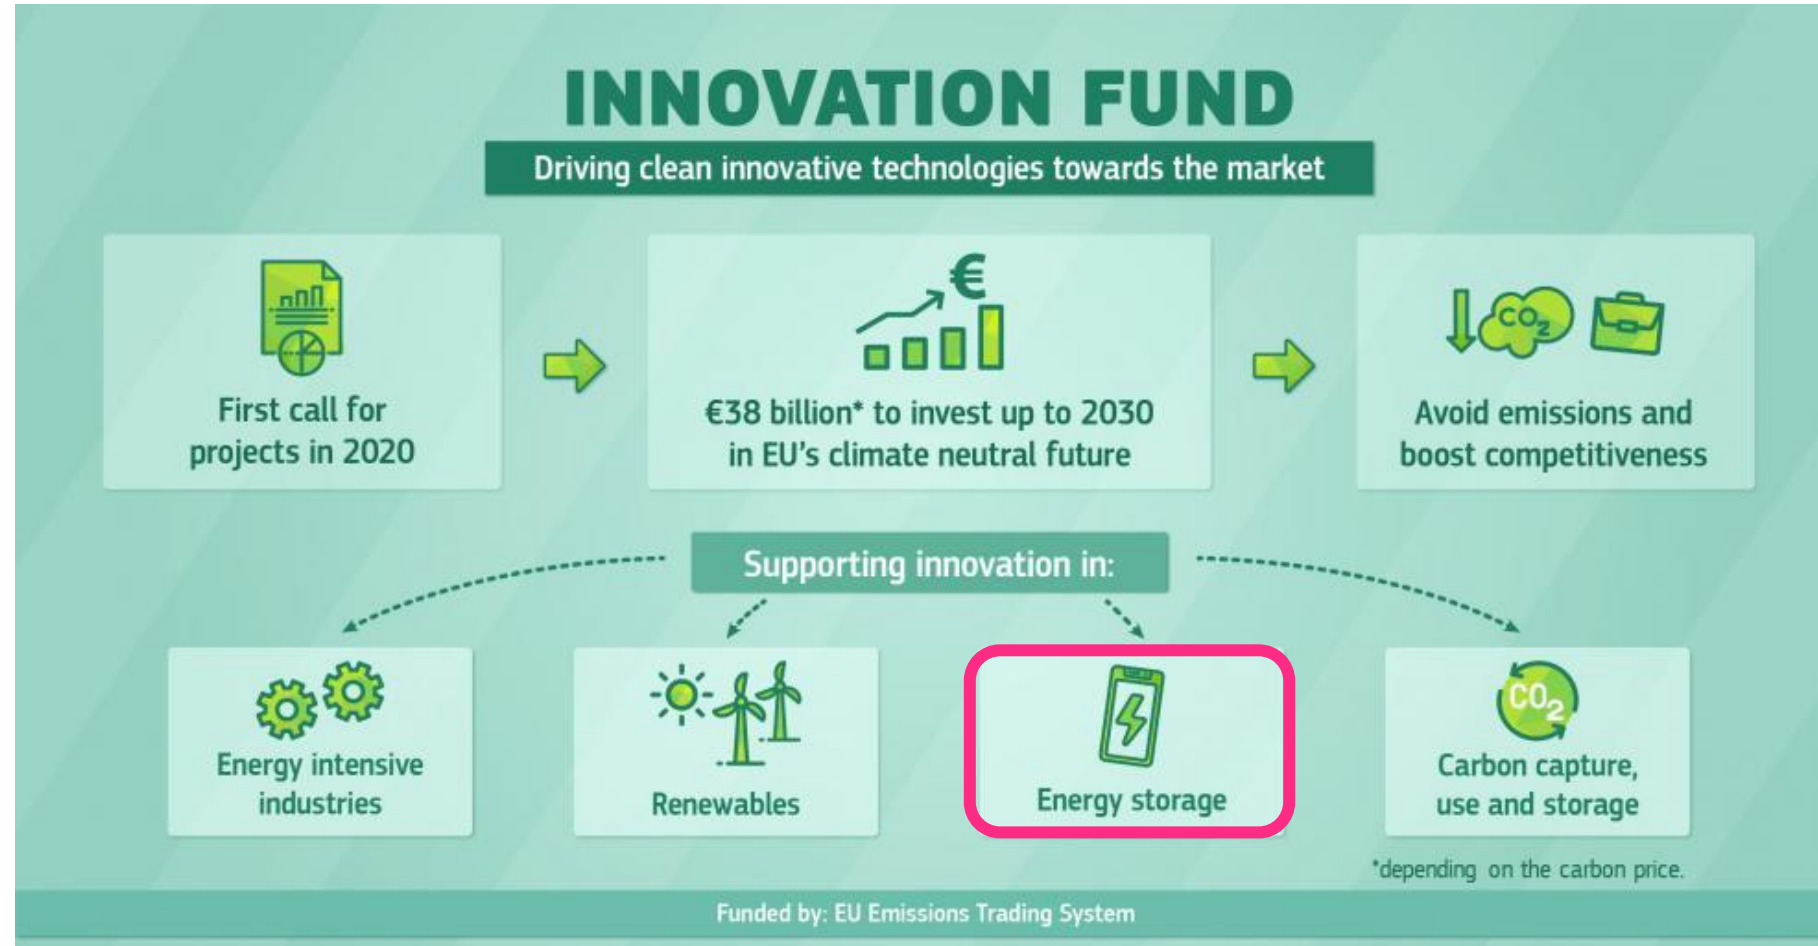 INNOVATION FUND
Driving clean innovative technologies towards the market
€
CO2
First call for
projects in 2020
€38 billion* to invest up to 2030
in EU's climate neutral future
Avoid emissions and
boost competitiveness
Supporting innovation in:
Energy intensive
industries
Renewables
Energy storage
CO2
Carbon capture,
use and storage
*depending on the carbon price.
Funded by: EU Emissions Trading System